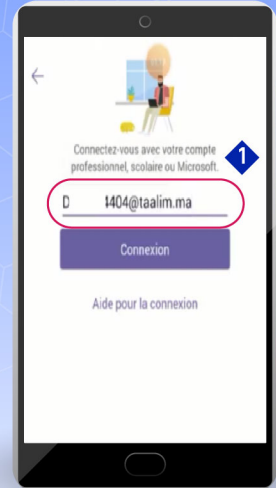 Connectez-vous avec votre compte
professionnel, scolaire ou Microsoft.
1
D 404@taalim.ma
Connexion
Aide pour la connexion